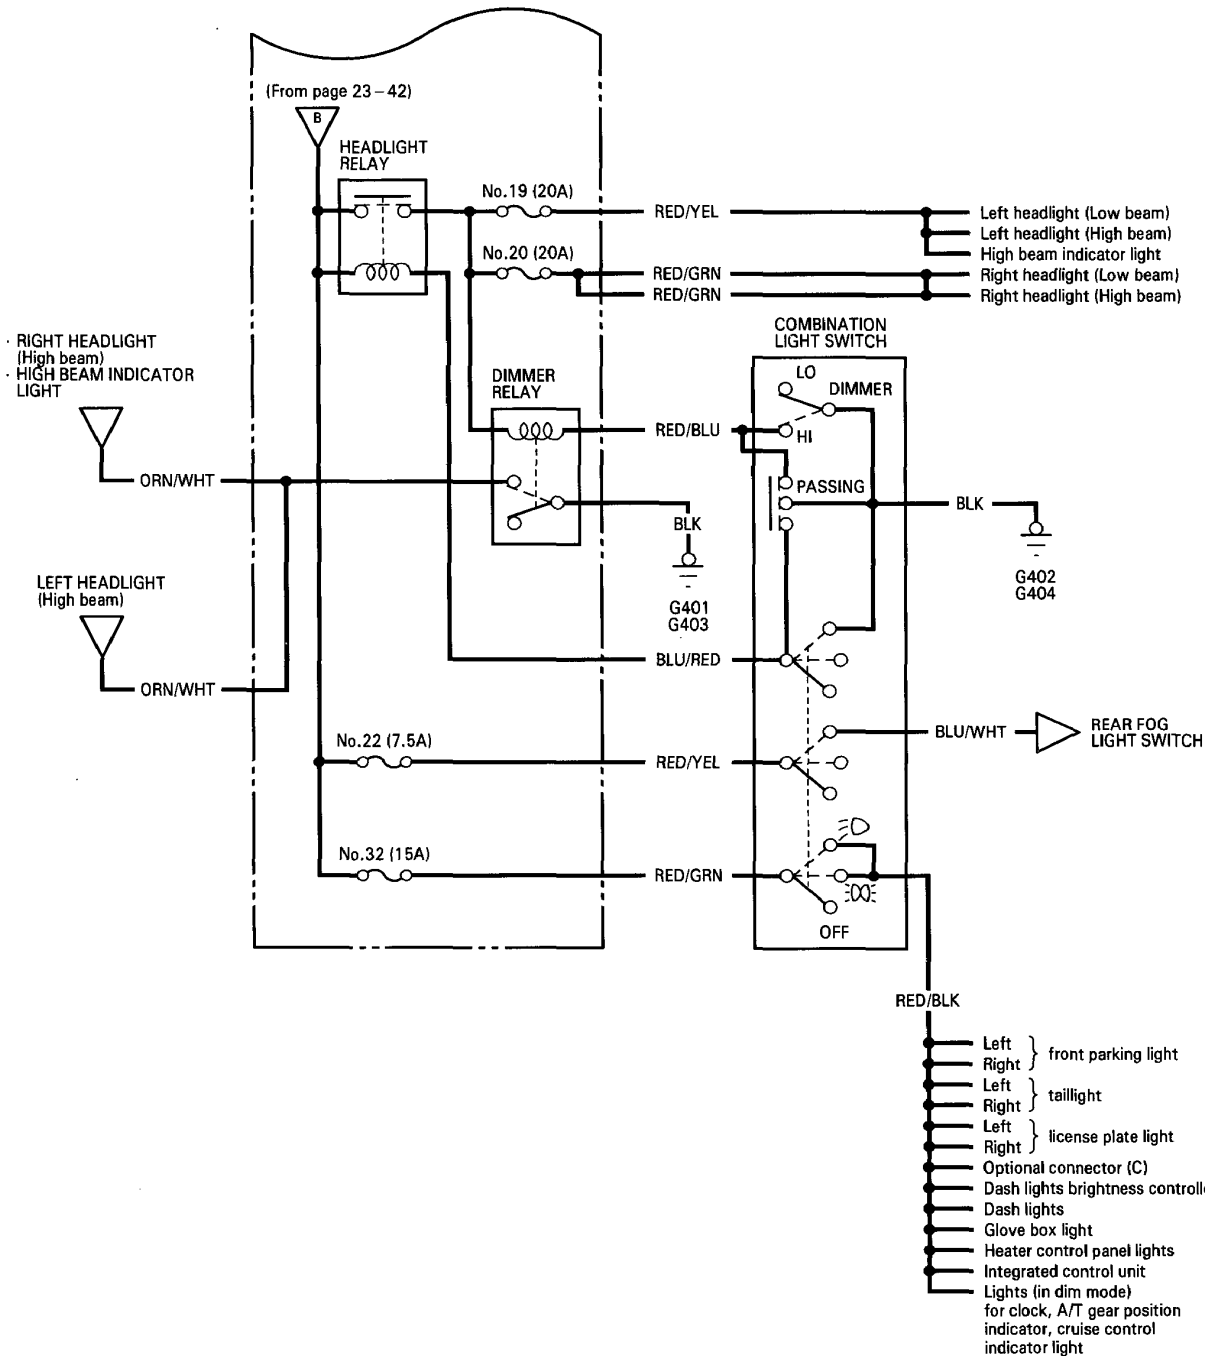 (From page 23-42)
B
HEADLIGHT
RELAY
No.19 (20A)
RED/YEL
Left headlight (Low beam)
Left headlight (High beam)
High beam indicator light
No.20 (20A)
RED/GRN
RED/GRN
Right headlight (Low beam)
Right headlight (High beam)
COMBINATION
LIGHT SWITCH
· RIGHT HEADLIGHT
(High beam)
· HIGH BEAM INDICATOR
LIGHT
DIMMER
RELAY
LO
DIMMER
RED/BLU
HI
ORN/WHT
PASSING
BLK
BLK
G401
G403
G402
G404
LEFT HEADLIGHT
(High beam)
BLU/RED
ORN/WHT
No.22 (7.5A)
RED/YEL
BLU/WHT
REAR FOG
LIGHT SWITCH
No.32 (15A)
RED/GRN
OFF
RED/BLK
Left
Right
front parking light
Left
Right
taillight
Left
Right
license plate light
Optional connector (C)
Dash lights brightness controlle
Dash lights
Glove box light
Heater control panel lights
Integrated control unit
Lights (in dim mode)
for clock, A/T gear position
indicator, cruise control
indicator light